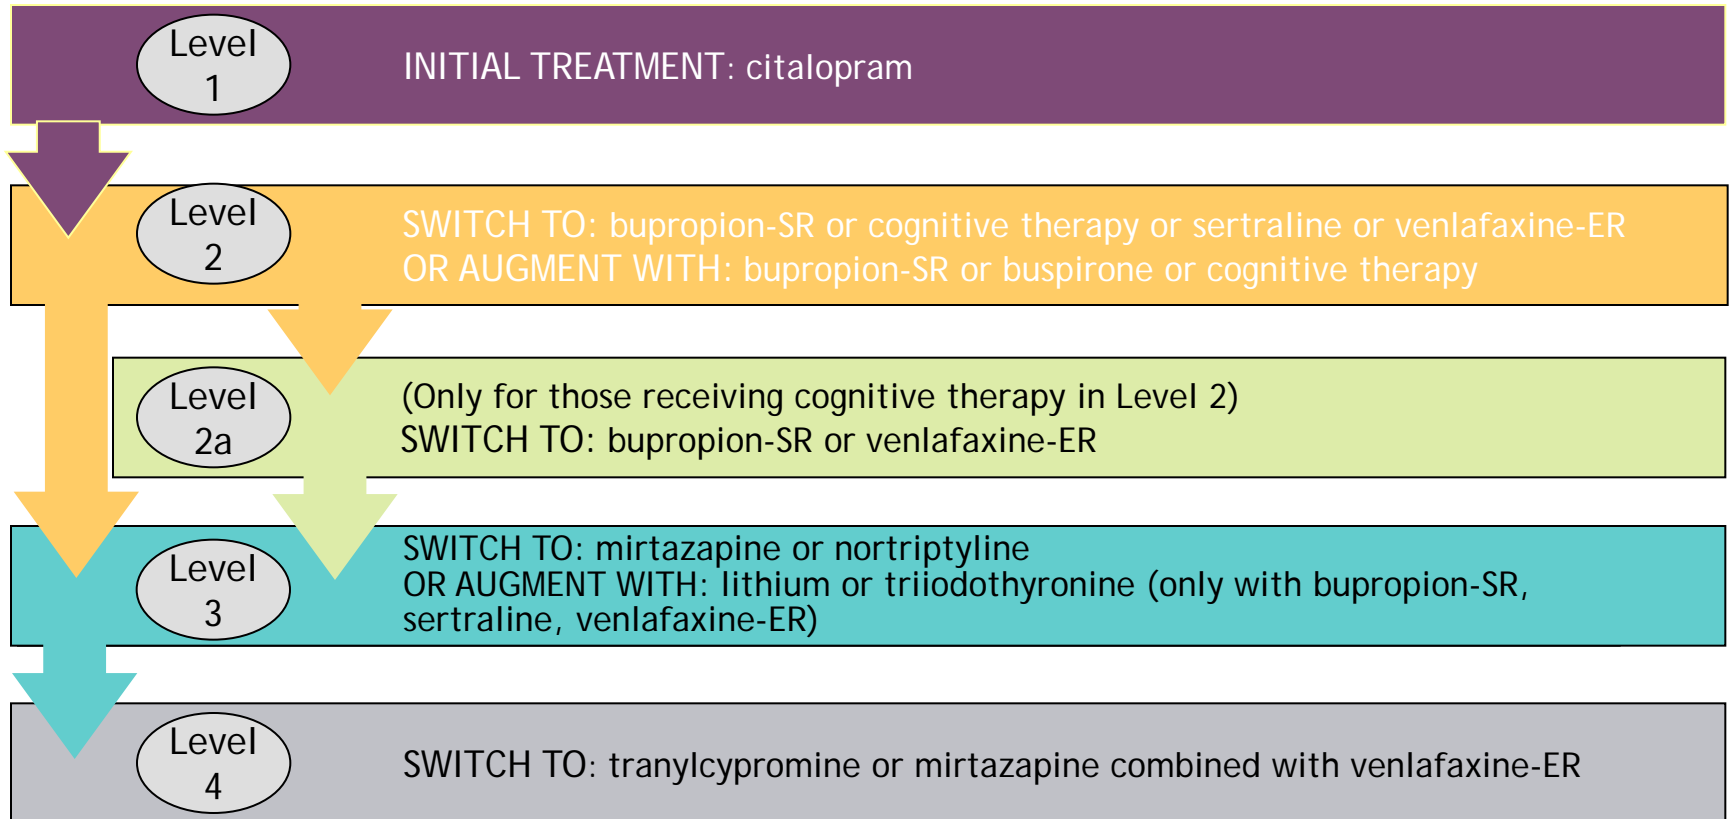 Level
1
INITIAL TREATMENT: citalopram
Level
2
SWITCH TO: bupropion-SR or cognitive therapy or sertraline or venlafaxine-ER
OR AUGMENT WITH: bupropion-SR or buspirone or cognitive therapy
Level
2a
(Only for those receiving cognitive therapy in Level 2)
SWITCH TO: bupropion-SR or venlafaxine-ER
Level
3
SWITCH TO: mirtazapine or nortriptyline
OR AUGMENT WITH: lithium or triiodothyronine (only with bupropion-SR,
sertraline, venlafaxine-ER)
Level
4
SWITCH TO: tranylcypromine or mirtazapine combined with venlafaxine-ER